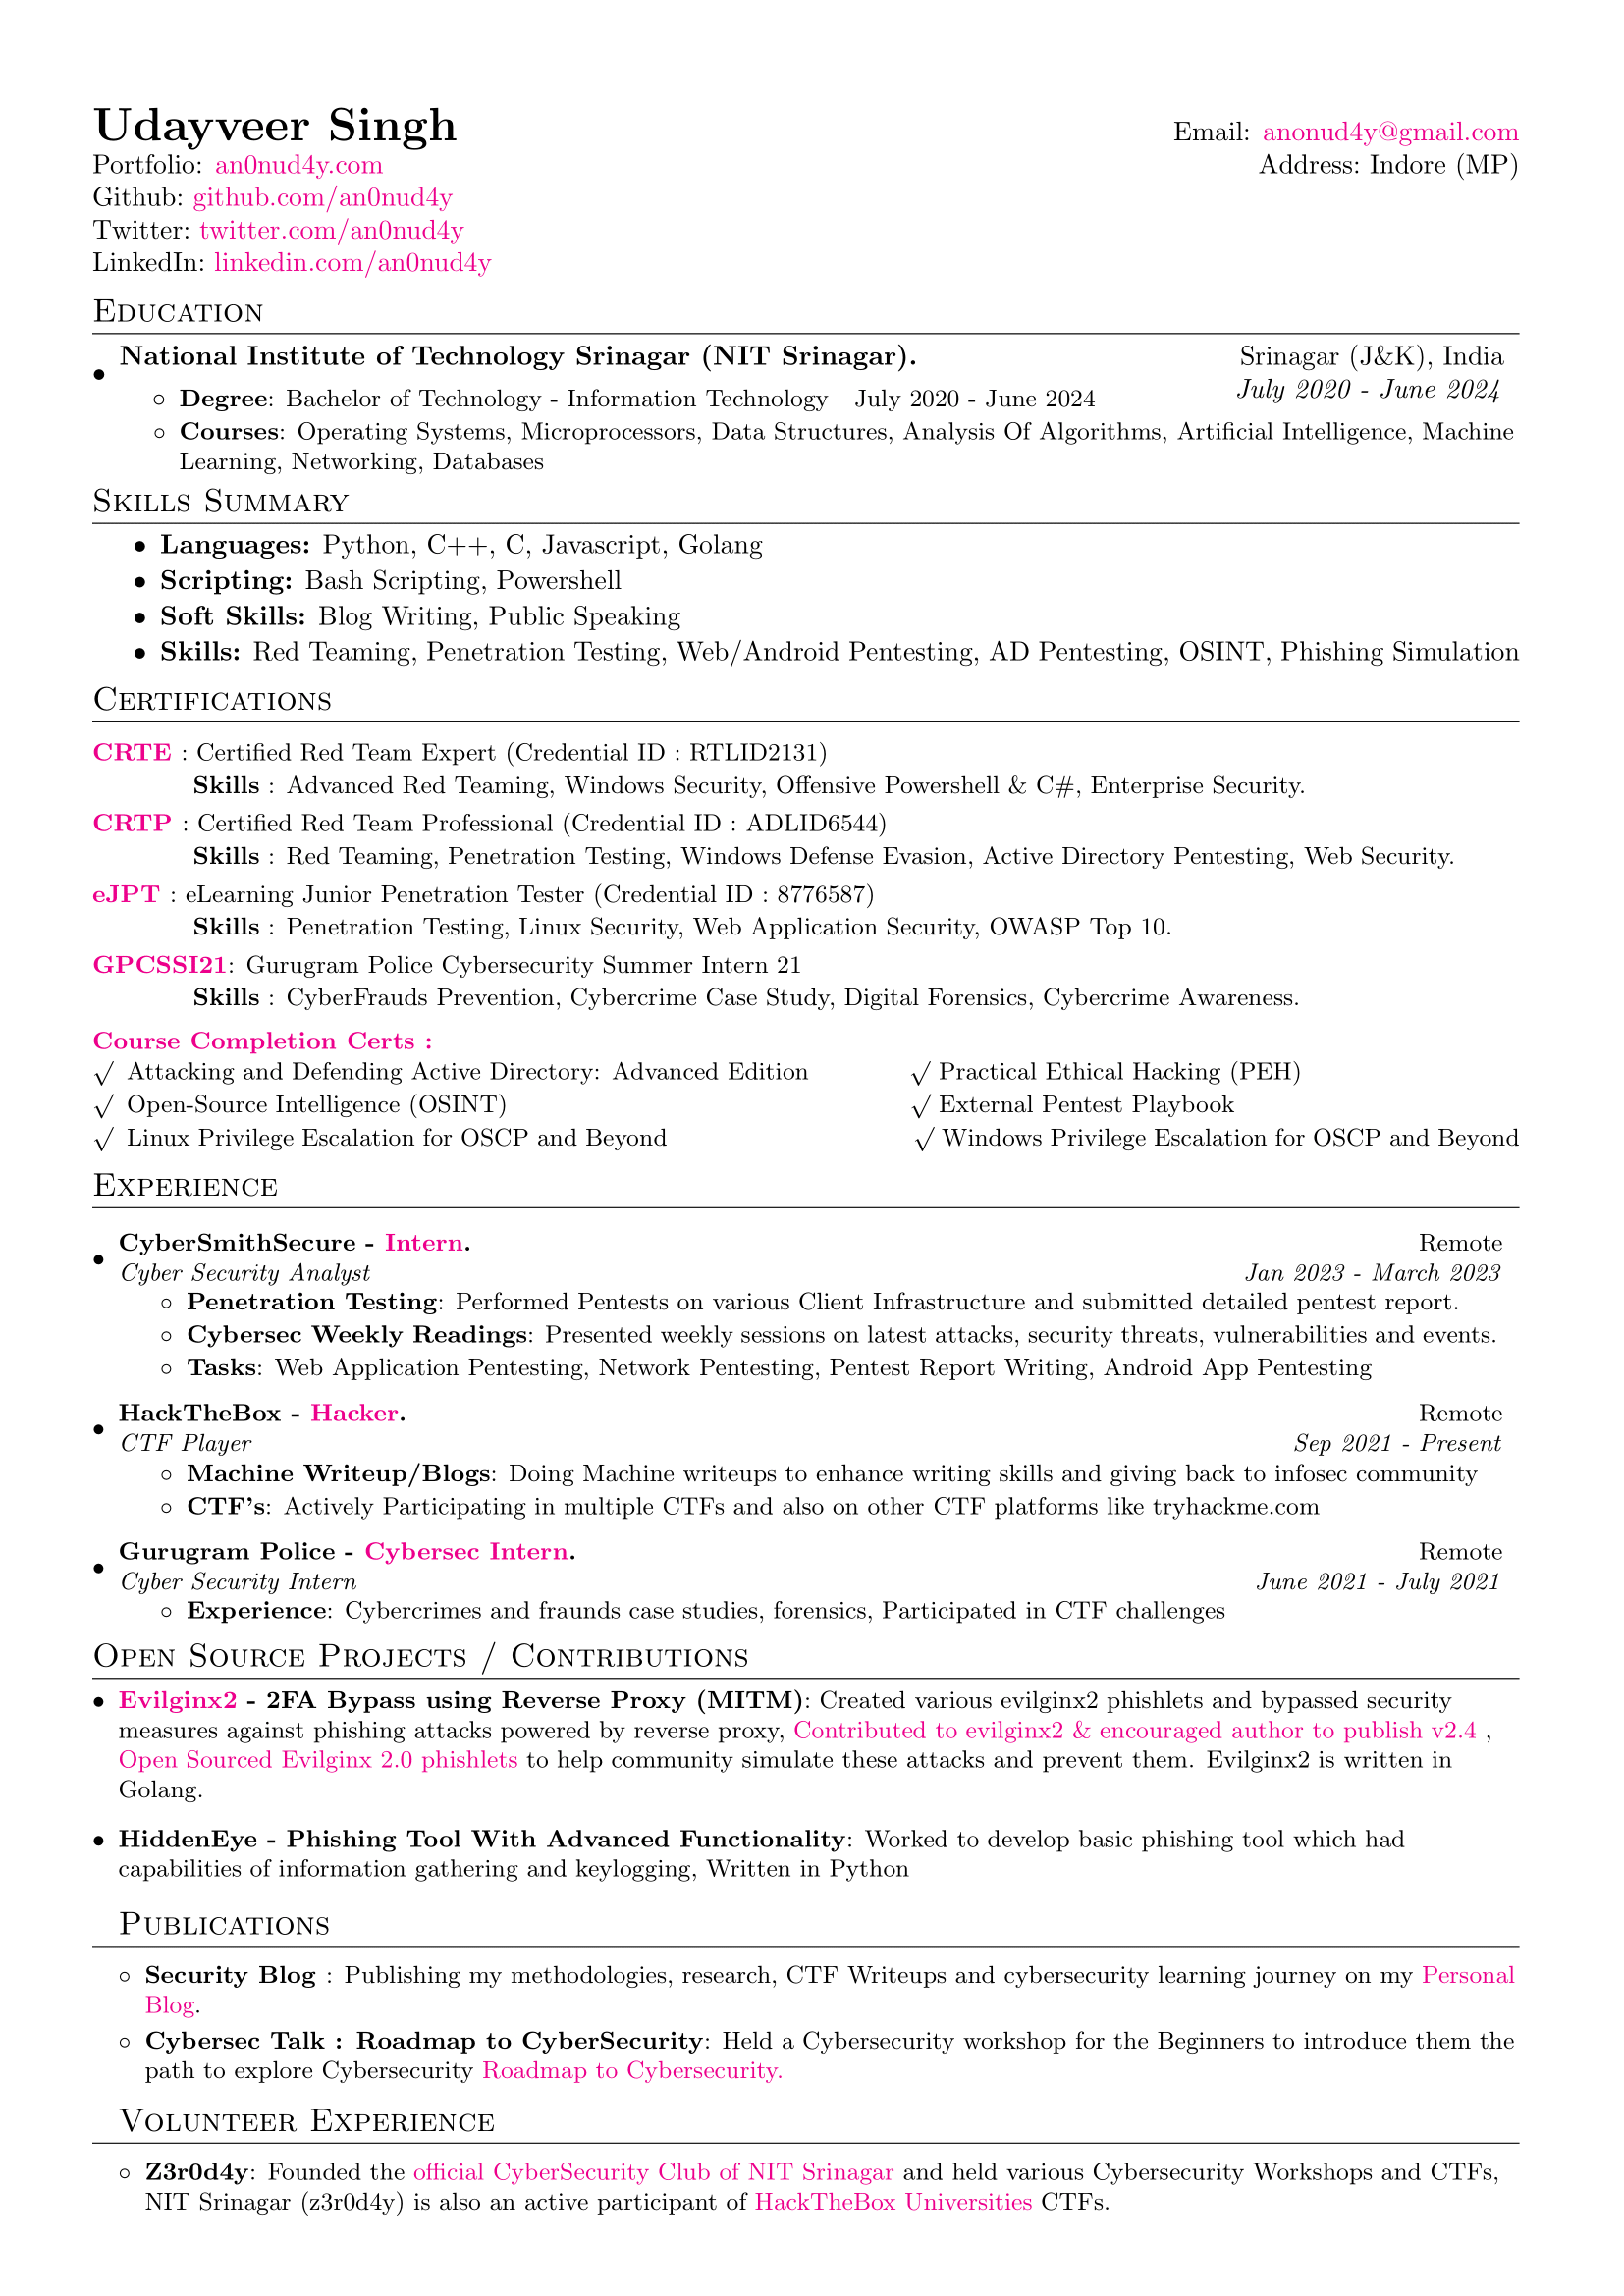 Udayveer Singh
Email: anonud4y@gmail.com
Portfolio: an0nud4y.com
Address: Indore (MP)
Github: github.com/an0nud4y
Twitter: twitter.com/an0nud4y
LinkedIn: linkedin.com/an0nud4y
Education
• National Institute of Technology Srinagar (NIT Srinagar). Srinagar (J&K), India
July 2020 - June 2024
◦ Degree: Bachelor of Technology - Information Technology July 2020 - June 2024
◦ Courses: Operating Systems, Microprocessors, Data Structures, Analysis Of Algorithms, Artificial Intelligence, Machine
Learning, Networking, Databases
Skills Summary
• Languages: Python, C++, C, Javascript, Golang
• Scripting: Bash Scripting, Powershell
• Soft Skills: Blog Writing, Public Speaking
• Skills: Red Teaming, Penetration Testing, Web/Android Pentesting, AD Pentesting, OSINT, Phishing Simulation
Certifications
CRTE : Certified Red Team Expert (Credential ID : RTLID2131)
Skills : Advanced Red Teaming, Windows Security, Offensive Powershell & C#, Enterprise Security.
CRTP : Certified Red Team Professional (Credential ID : ADLID6544)
Skills : Red Teaming, Penetration Testing, Windows Defense Evasion, Active Directory Pentesting, Web Security.
eJPT : eLearning Junior Penetration Tester (Credential ID : 8776587)
Skills : Penetration Testing, Linux Security, Web Application Security, OWASP Top 10.
GPCSSI21: Gurugram Police Cybersecurity Summer Intern 21
Skills : CyberFrauds Prevention, Cybercrime Case Study, Digital Forensics, Cybercrime Awareness.
Course Completion Certs :
√ Attacking and Defending Active Directory: Advanced Edition √ Practical Ethical Hacking (PEH)
√ Open-Source Intelligence (OSINT) √ External Pentest Playbook
√ Linux Privilege Escalation for OSCP and Beyond √ Windows Privilege Escalation for OSCP and Beyond
Experience
• CyberSmithSecure - Intern. Remote
Cyber Security Analyst Jan 2023 - March 2023
◦ Penetration Testing: Performed Pentests on various Client Infrastructure and submitted detailed pentest report.
◦ Cybersec Weekly Readings: Presented weekly sessions on latest attacks, security threats, vulnerabilities and events.
◦ Tasks: Web Application Pentesting, Network Pentesting, Pentest Report Writing, Android App Pentesting
• HackTheBox - Hacker. Remote
CTF Player Sep 2021 - Present
◦ Machine Writeup/Blogs: Doing Machine writeups to enhance writing skills and giving back to infosec community
◦ CTF's: Actively Participating in multiple CTFs and also on other CTF platforms like tryhackme.com
• Gurugram Police - Cybersec Intern. Remote
Cyber Security Intern June 2021 - July 2021
◦ Experience: Cybercrimes and fraunds case studies, forensics, Participated in CTF challenges
Open Source Projects / Contributions
• Evilginx2 - 2FA Bypass using Reverse Proxy (MITM): Created various evilginx2 phishlets and bypassed security
measures against phishing attacks powered by reverse proxy, Contributed to evilginx2 & encouraged author to publish v2.4 ,
Open Sourced Evilginx 2.0 phishlets to help community simulate these attacks and prevent them. Evilginx2 is written in
Golang.
• HiddenEye - Phishing Tool With Advanced Functionality: Worked to develop basic phishing tool which had
capabilities of information gathering and keylogging, Written in Python
Publications
◦ Security Blog : Publishing my methodologies, research, CTF Writeups and cybersecurity learning journey on my Personal
Blog.
◦ Cybersec Talk : Roadmap to CyberSecurity: Held a Cybersecurity workshop for the Beginners to introduce them the
path to explore Cybersecurity Roadmap to Cybersecurity.
Volunteer Experience
◦ Z3r0d4y: Founded the official CyberSecurity Club of NIT Srinagar and held various Cybersecurity Workshops and CTFs,
NIT Srinagar (z3r0d4y) is also an active participant of HackTheBox Universities CTFs.